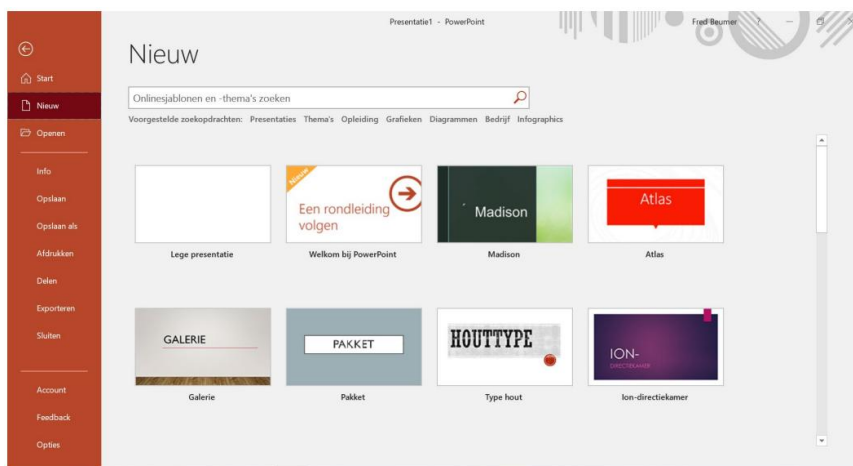 Presentatie1 - PowerPoint
Fred Beumer
?
Start
Nieuw
Openen
Info
Opslaan
Opslaan als
Afdrukken
Delen
Exporteren
Sluiten
Account
Feedback
Opties
Nieuw
Onlinesjablonen en -thema's zoeken
Voorgestelde zoekopdrachten: Presentaties Thema's Opleiding Grafieken Diagrammen Bedrijf Infographics
Nieuw
Een rondleiding
volgen
Madison
Atlas
Lege presentatie
Welkom bij PowerPoint
Madison
Atlas
GALERIE
PAKKET
HOUTTYPE
ION-
DIRECTIEKAMER
Galerie
Pakket
Type hout
Ion-directiekamer